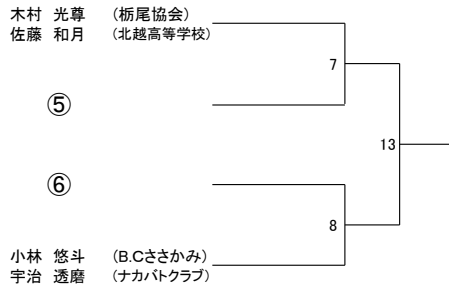 木村 光尊 (栃尾協会)
佐藤 和月 (北越高等学校)
7
⑤
13
⑥
8
小林 悠斗 (B.Cささかみ)
宇治 透磨 (ナカバトクラブ)